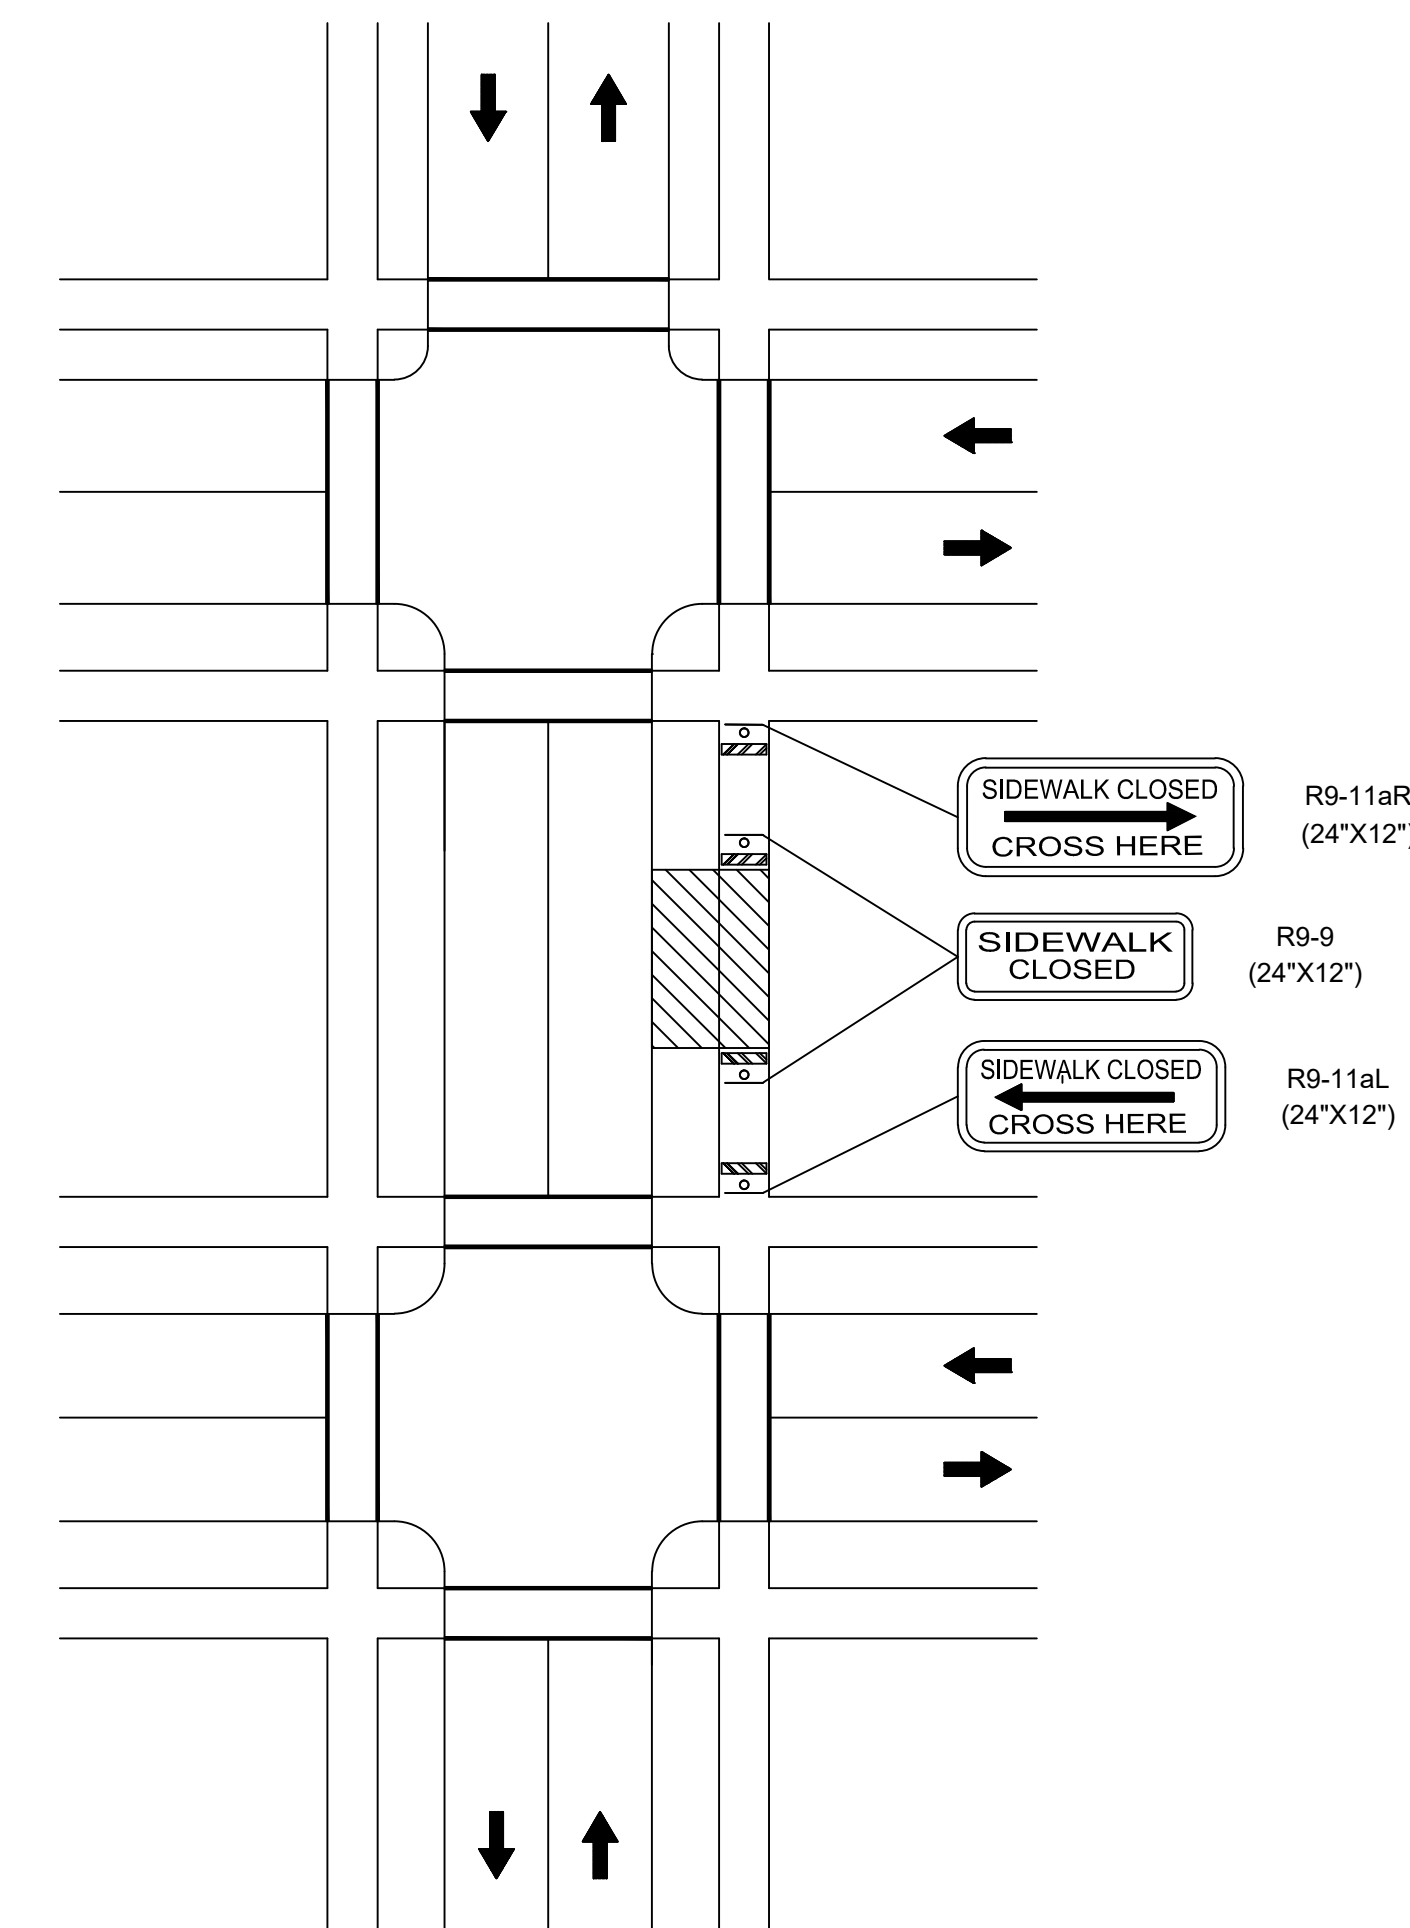 SIDEWALK CLOSED
CROSS HERE
R9-11aR
(24"X12")
SIDEWALK
CLOSED
R9-9
(24"X12")
SIDEWALK CLOSED
CROSS HERE
R9-11aL
(24"X12")